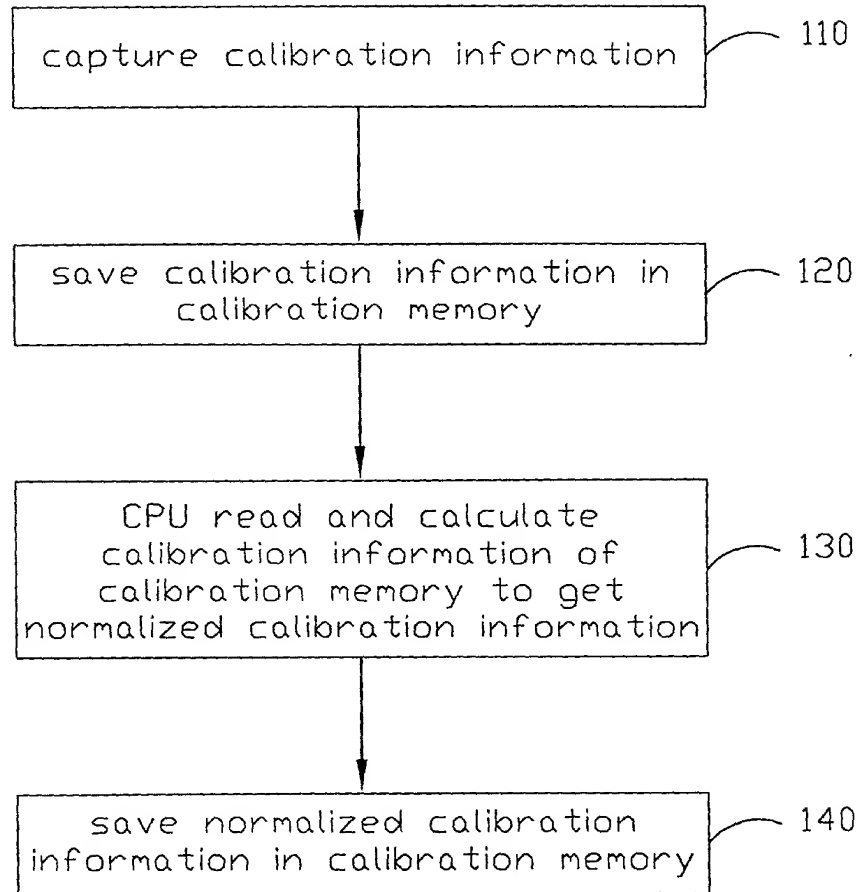 capture calibration information
110
save calibration information in
calibration memory
120
CPU read and calculate
calibration information of
calibration memory to get
normalized calibration information
130
save normalized calibration
information in calibration memory
140